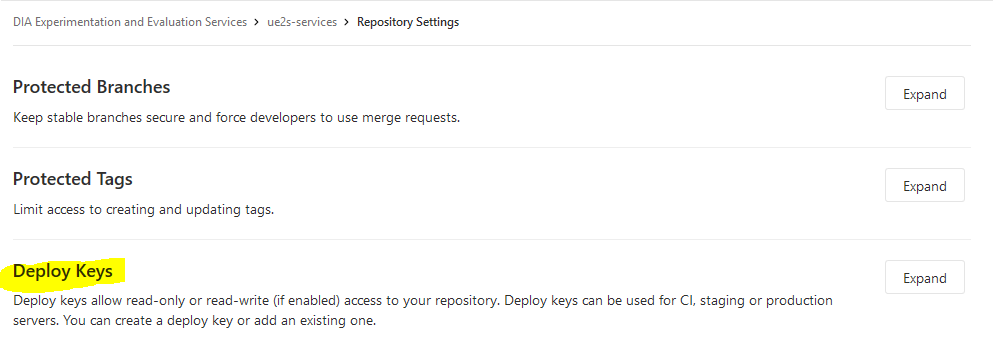 DIA Experimentation and Evaluation Services > ue2s-services > Repository Settings
Protected Branches
Expand
Keep stable branches secure and force developers to use merge requests.
Protected Tags
Expand
Limit access to creating and updating tags.
Deploy Keys
Expand
Deploy keys allow read-only or read-write (if enabled) access to your repository. Deploy keys can be used for CI, staging or production
servers. You can create a deploy key or add an existing one.